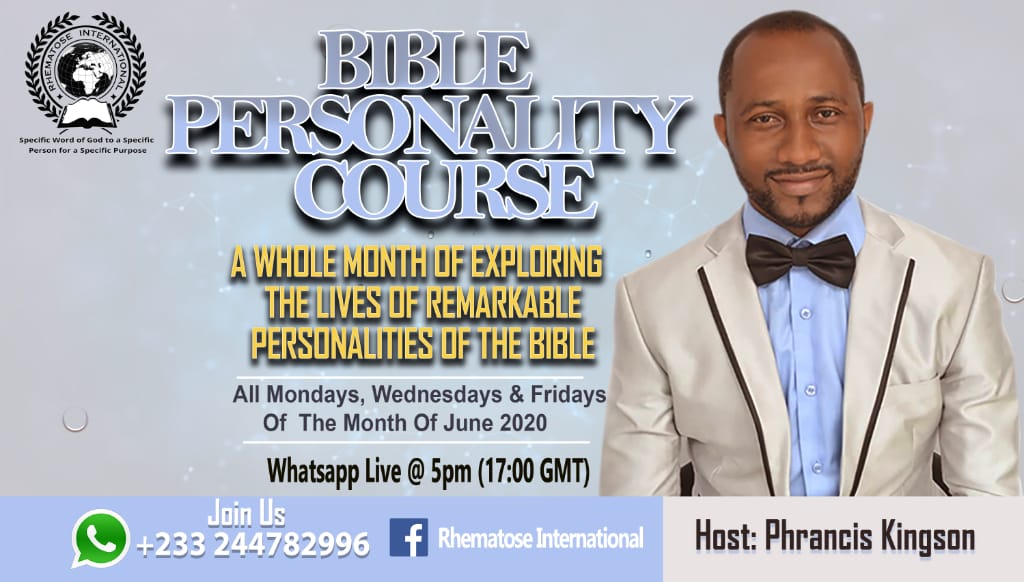 RHEMATOSE INTERNATIONAL
Specific Word of God to a Specific
Person for a Specific Purpose
BIBLE
PERSONALITY
COURSE
A WHOLE MONTH OF EXPLORING
THE LIVES OF REMARKABLE
PERSONALITIES OF THE BIBLE
All Mondays, Wednesdays & Fridays
Of The Month Of June 2020
Whatsapp Live @ 5pm (17:00 GMT)
Join Us
+233 244782996
Rhematose International
Host: Phrancis Kingson